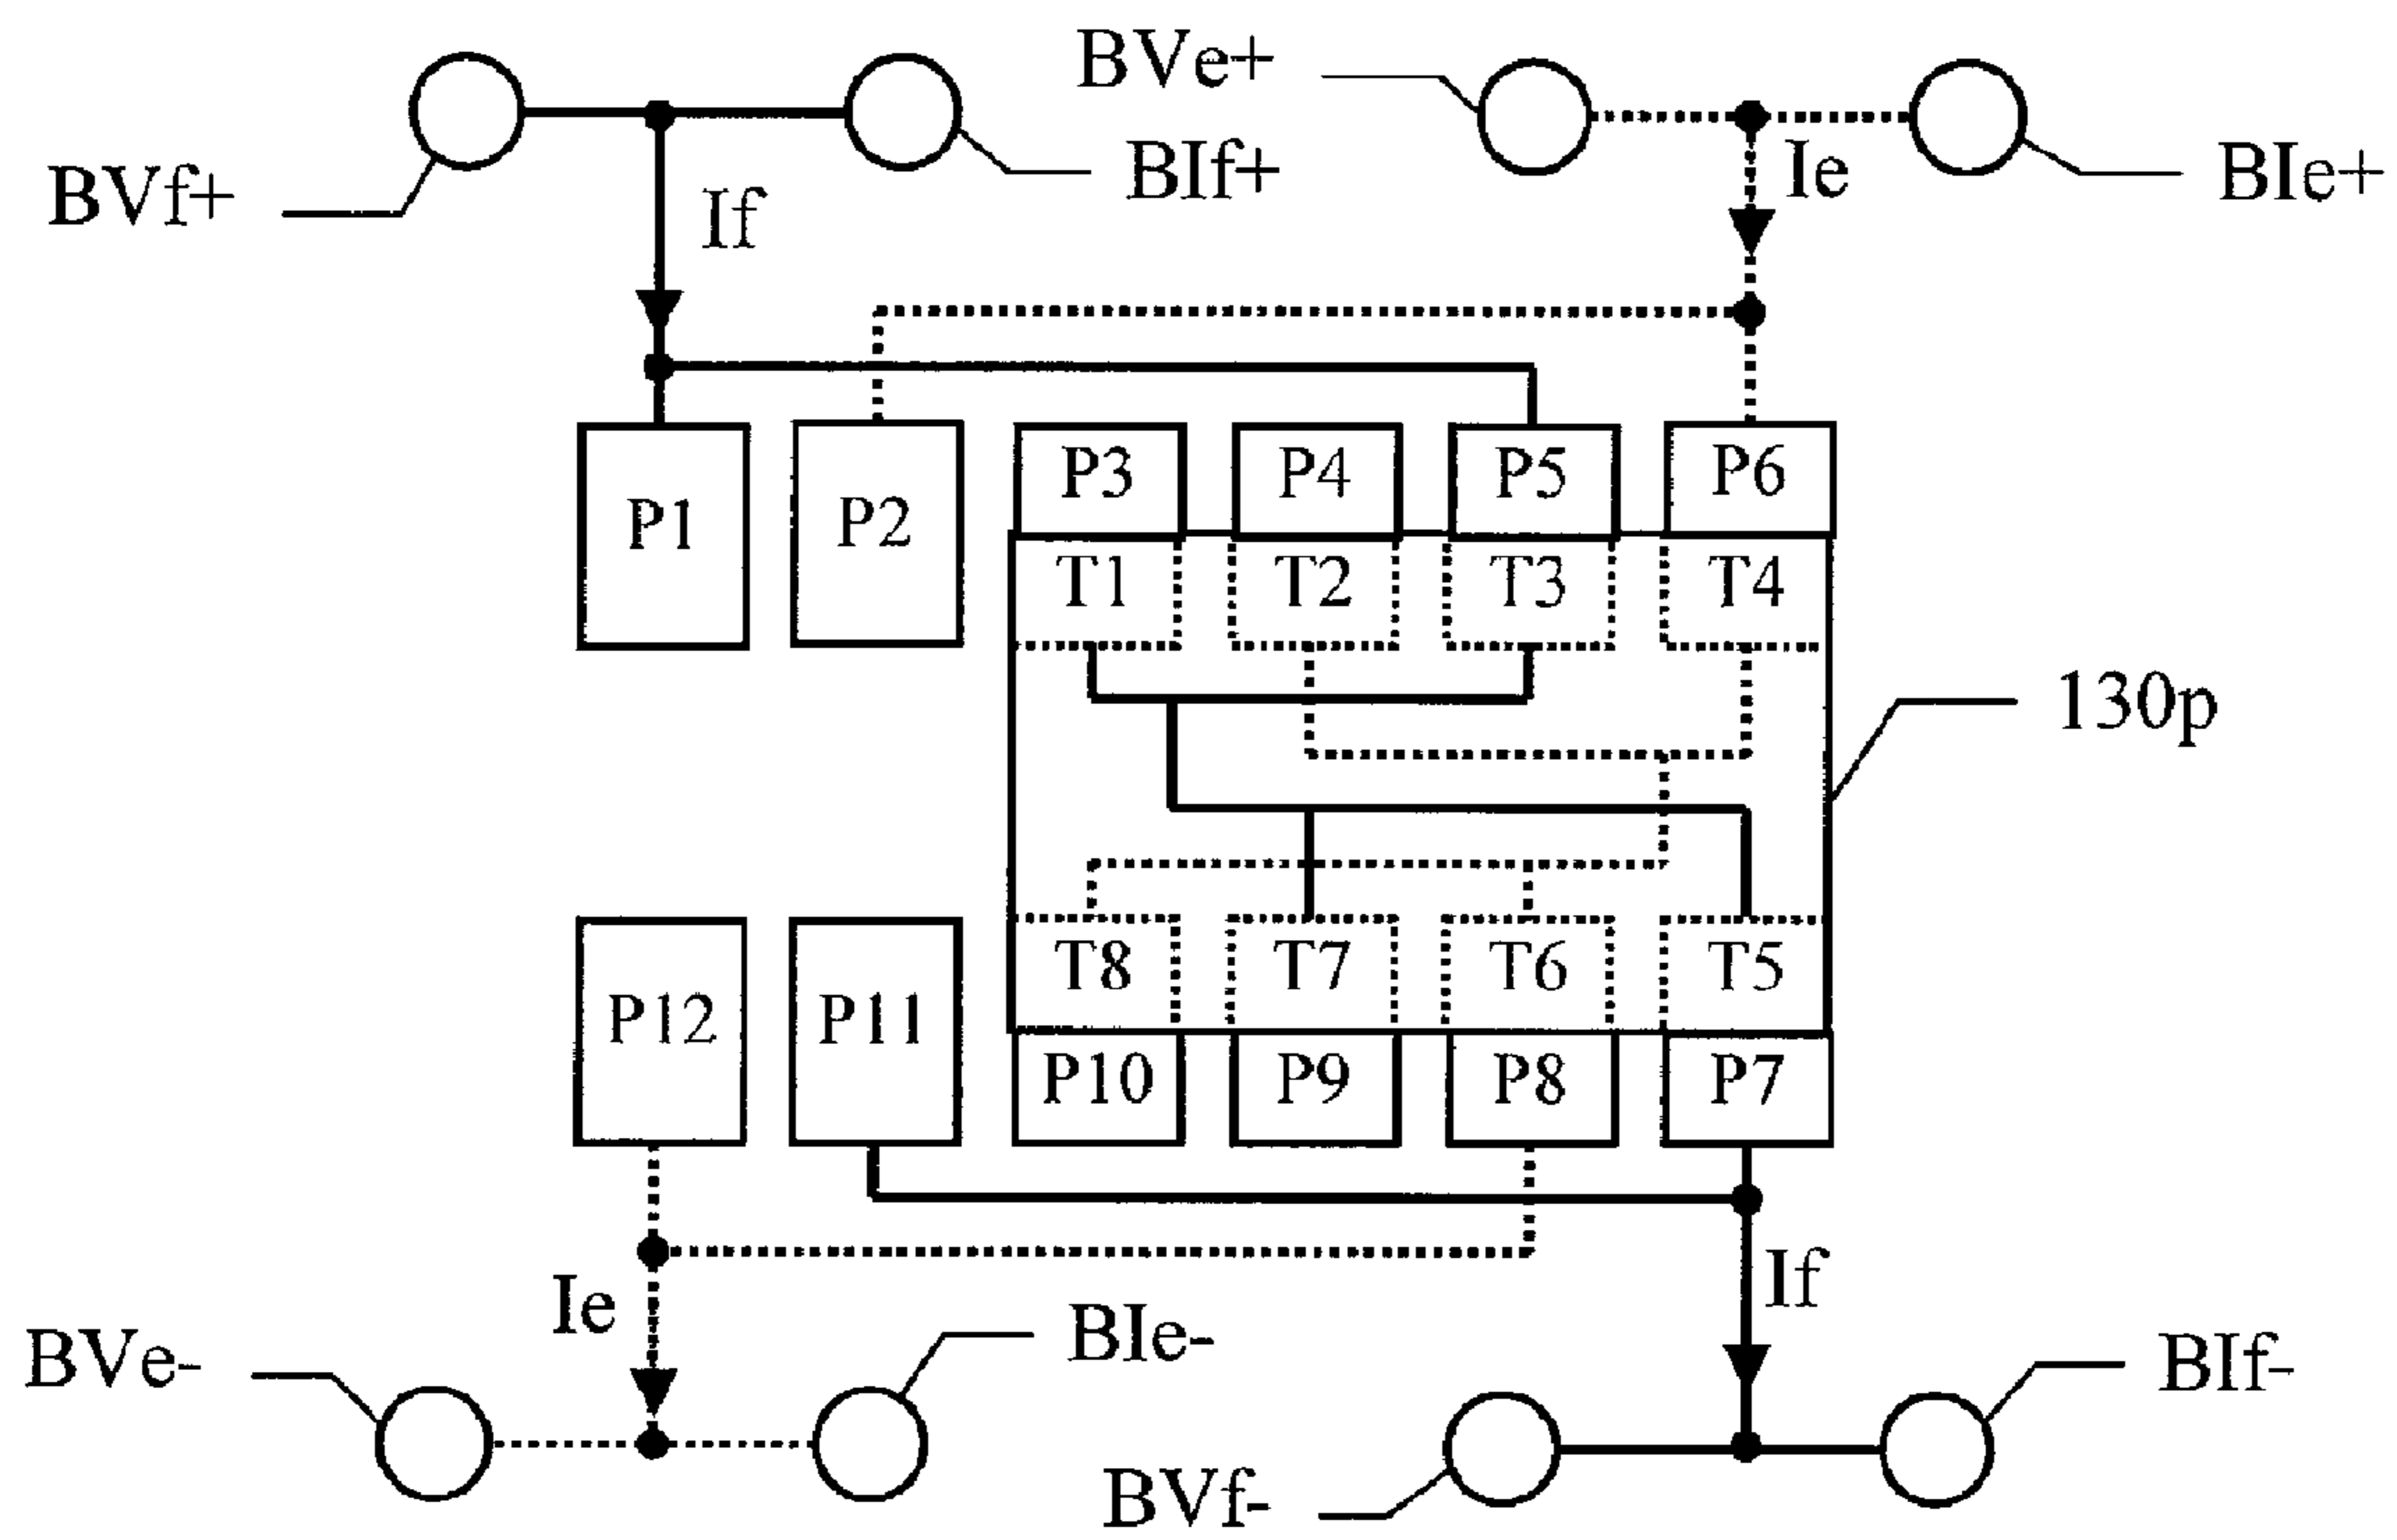 BVe+
BVf+
If
BIf+
Ie
BIe+
P1
P2
P3
P4
P5
P6
T1
T2
T3
T4
130p
T8
T7
T6
T5
P12
P11
P10
P9
P8
P7
Ie
If
BVe-
BIe-
BIf-
BVf-